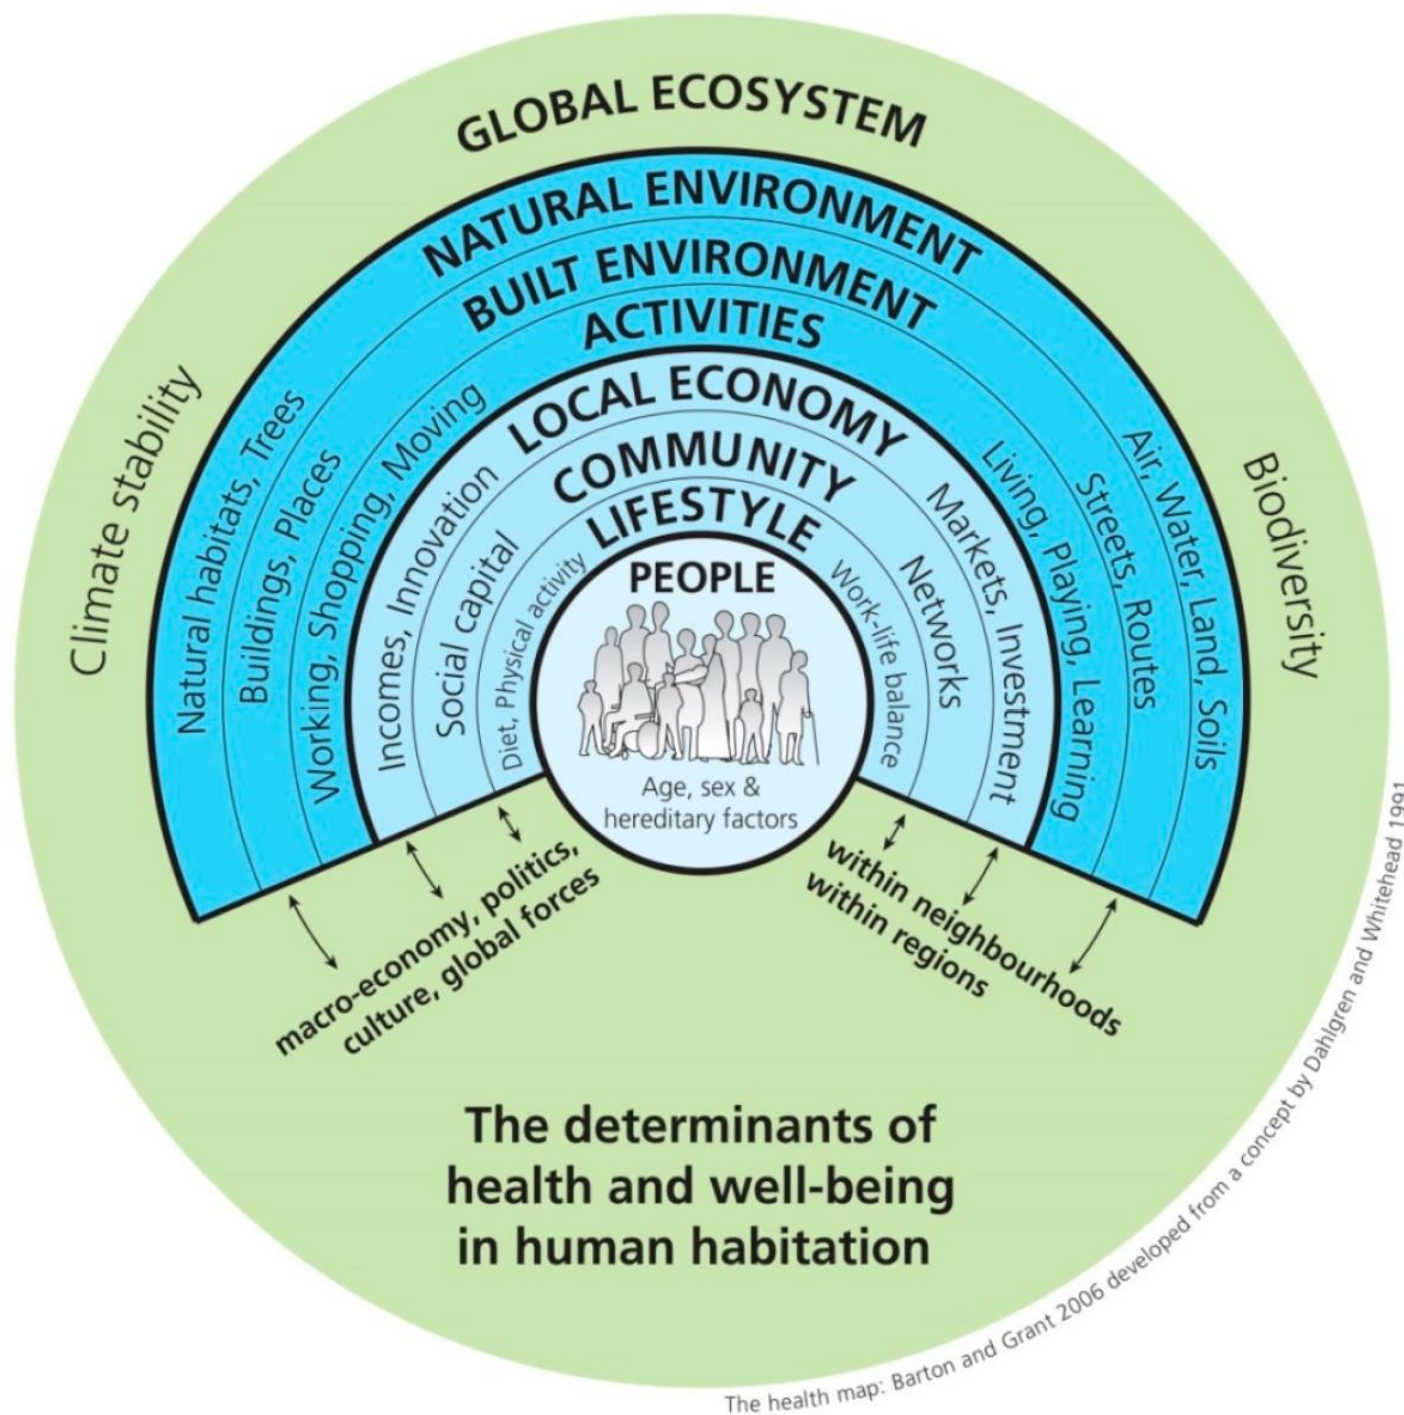 GLOBAL ECOSYSTEM
Climate stability
Biodiversity
NATURAL ENVIRONMENT
Natural habitats, Trees
Air, Water, Land, Soils
BUILT ENVIRONMENT
Buildings, Places
Streets, Routes
ACTIVITIES
Working, Shopping, Moving
Living, Playing, Learning
LOCAL ECONOMY
Incomes, Innovation
Markets, Investment
COMMUNITY
Social capital
Networks
LIFESTYLE
Diet, Physical activity
Work-life balance
PEOPLE
Age, sex &
hereditary factors
macro-economy, politics,
culture, global forces
within neighbourhoods
within regions
The determinants of
health and well-being
in human habitation
The health map: Barton and Grant 2006 developed from a concept by Dahlgren and Whitehead 1991